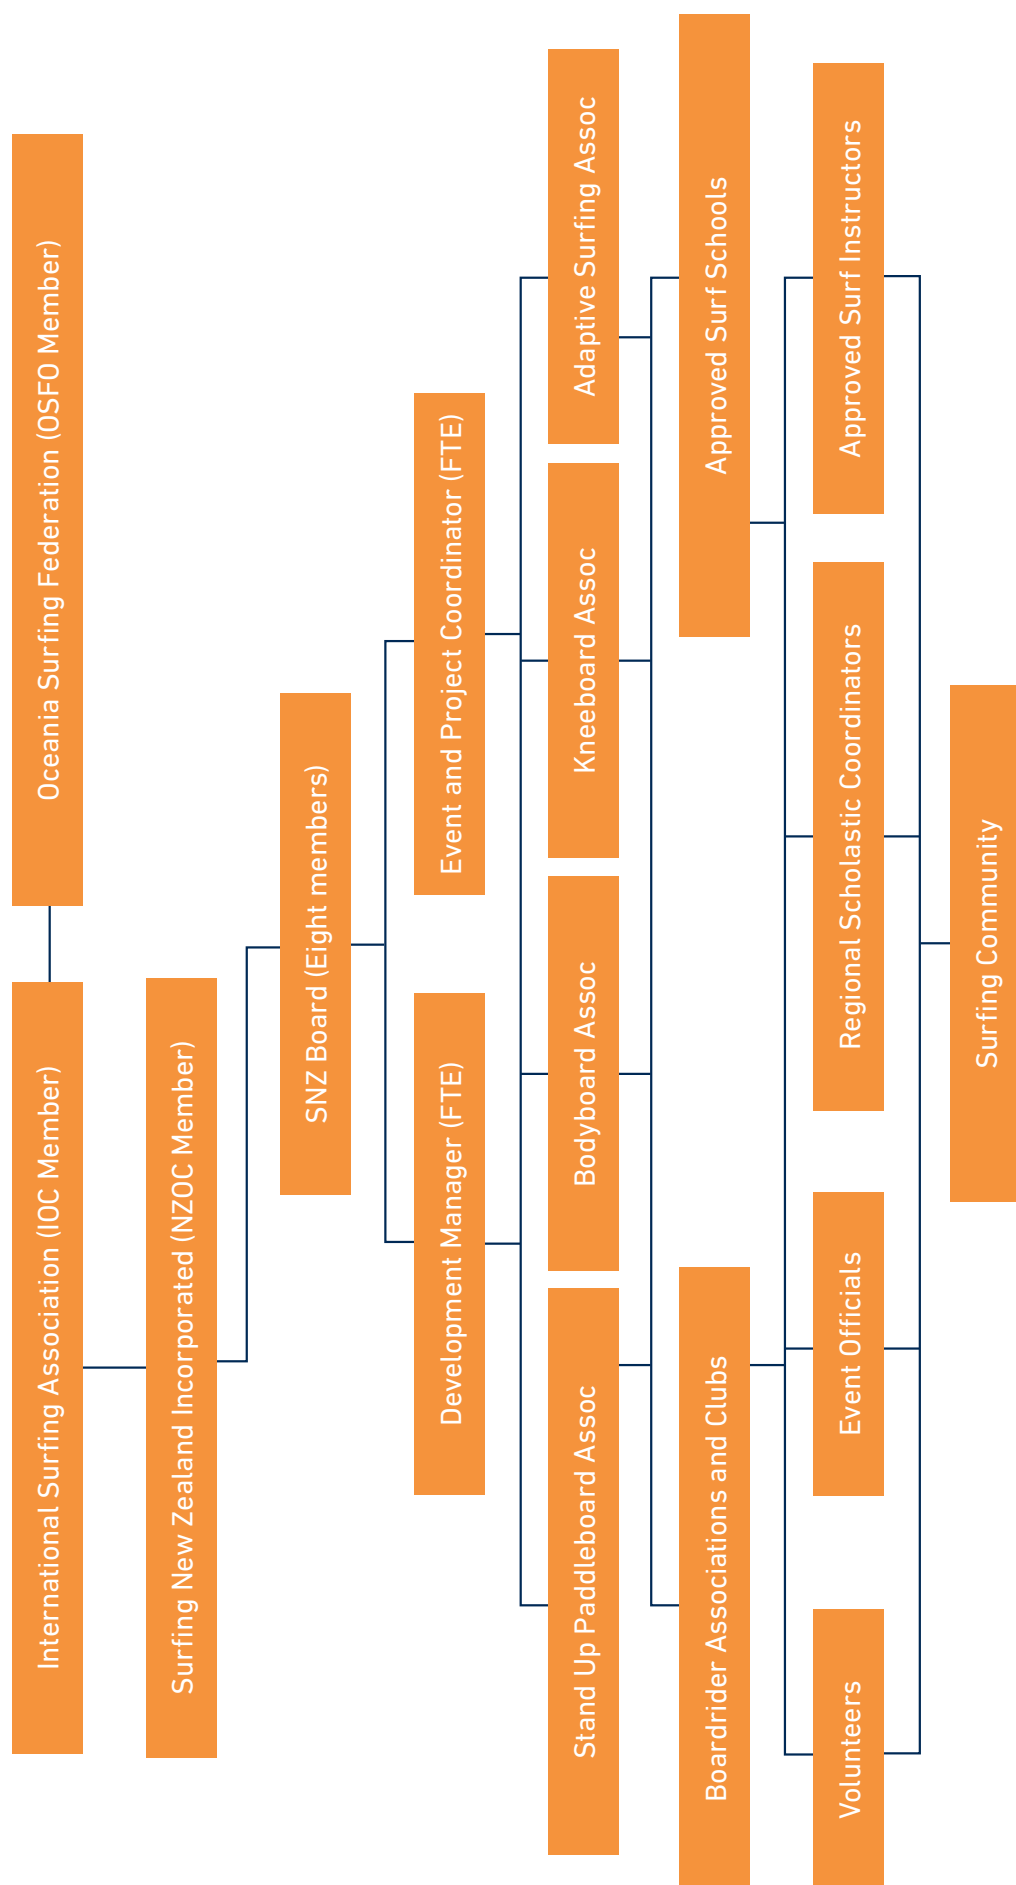 International Surfing Association (IOC Member)
Oceania Surfing Federation (OSFO Member)
Surfing New Zealand Incorporated (NZOC Member)
SNZ Board (Eight members)
Development Manager (FTE)
Event and Project Coordinator (FTE)
Stand Up Paddleboard Assoc
Bodyboard Assoc
Kneeboard Assoc
Adaptive Surfing Assoc
Boardrider Associations and Clubs
Approved Surf Schools
Volunteers
Event Officials
Regional Scholastic Coordinators
Approved Surf Instructors
Surfing Community